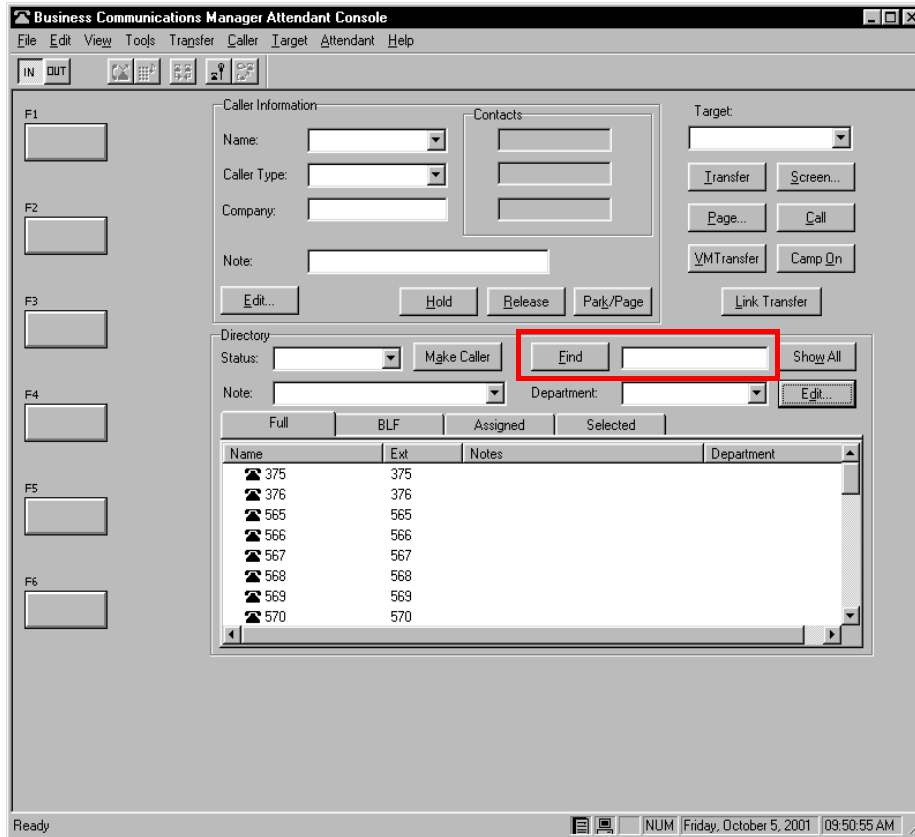 Business Communications Manager Attendant Console
File Edit View Tools Transfer Caller Target Attendant Help
IN OUT
F1
F2
F3
F4
F5
F6
Caller Information
Contacts
Name:
Caller Type:
Company:
Note:
Edit... Hold Release Park/Page
Target:
Transfer Screen...
Page... Call
VMTransfer Camp On
Link Transfer
Directory
Status: Make Caller Find Show All
Note: Department: Edit...
Full BLF Assigned Selected
Name Ext Notes Department
375 375
376 376
565 565
566 566
567 567
568 568
569 569
570 570
Ready NUM Friday, October 5, 2001 09:50:55 AM